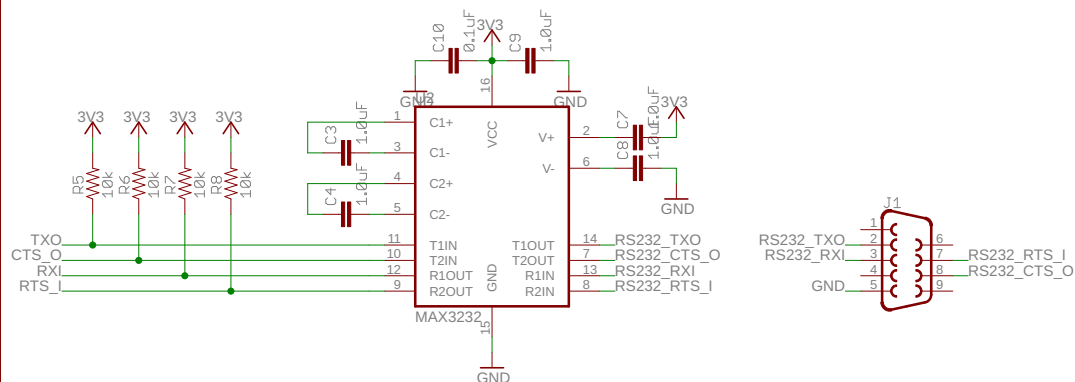 C10
0.1uF
3V3
C9
1.0uF
GND
U2
GND
16
VCC
3V3
3V3
3V3
3V3
R5
10k
R6
10k
R7
10k
R8
10k
C3
1.0uF
C4
1.0uF
1
C1+
3
C1-
4
C2+
5
C2-
V+
2
V-
6
C7
1.0uF
C8
1.0uF
3V3
GND
TXO
11
T1IN
T1OUT
14
RS232_TXO
CTS_O
10
T2IN
T2OUT
7
RS232_CTS_O
RXI
12
R1OUT
R1IN
13
RS232_RXI
RTS_I
9
R2OUT
R2IN
8
RS232_RTS_I
GND
MAX3232
15
GND
J1
1
RS232_TXO
2
6
RS232_RXI
3
7
RS232_RTS_I
4
8
RS232_CTS_O
GND
5
9